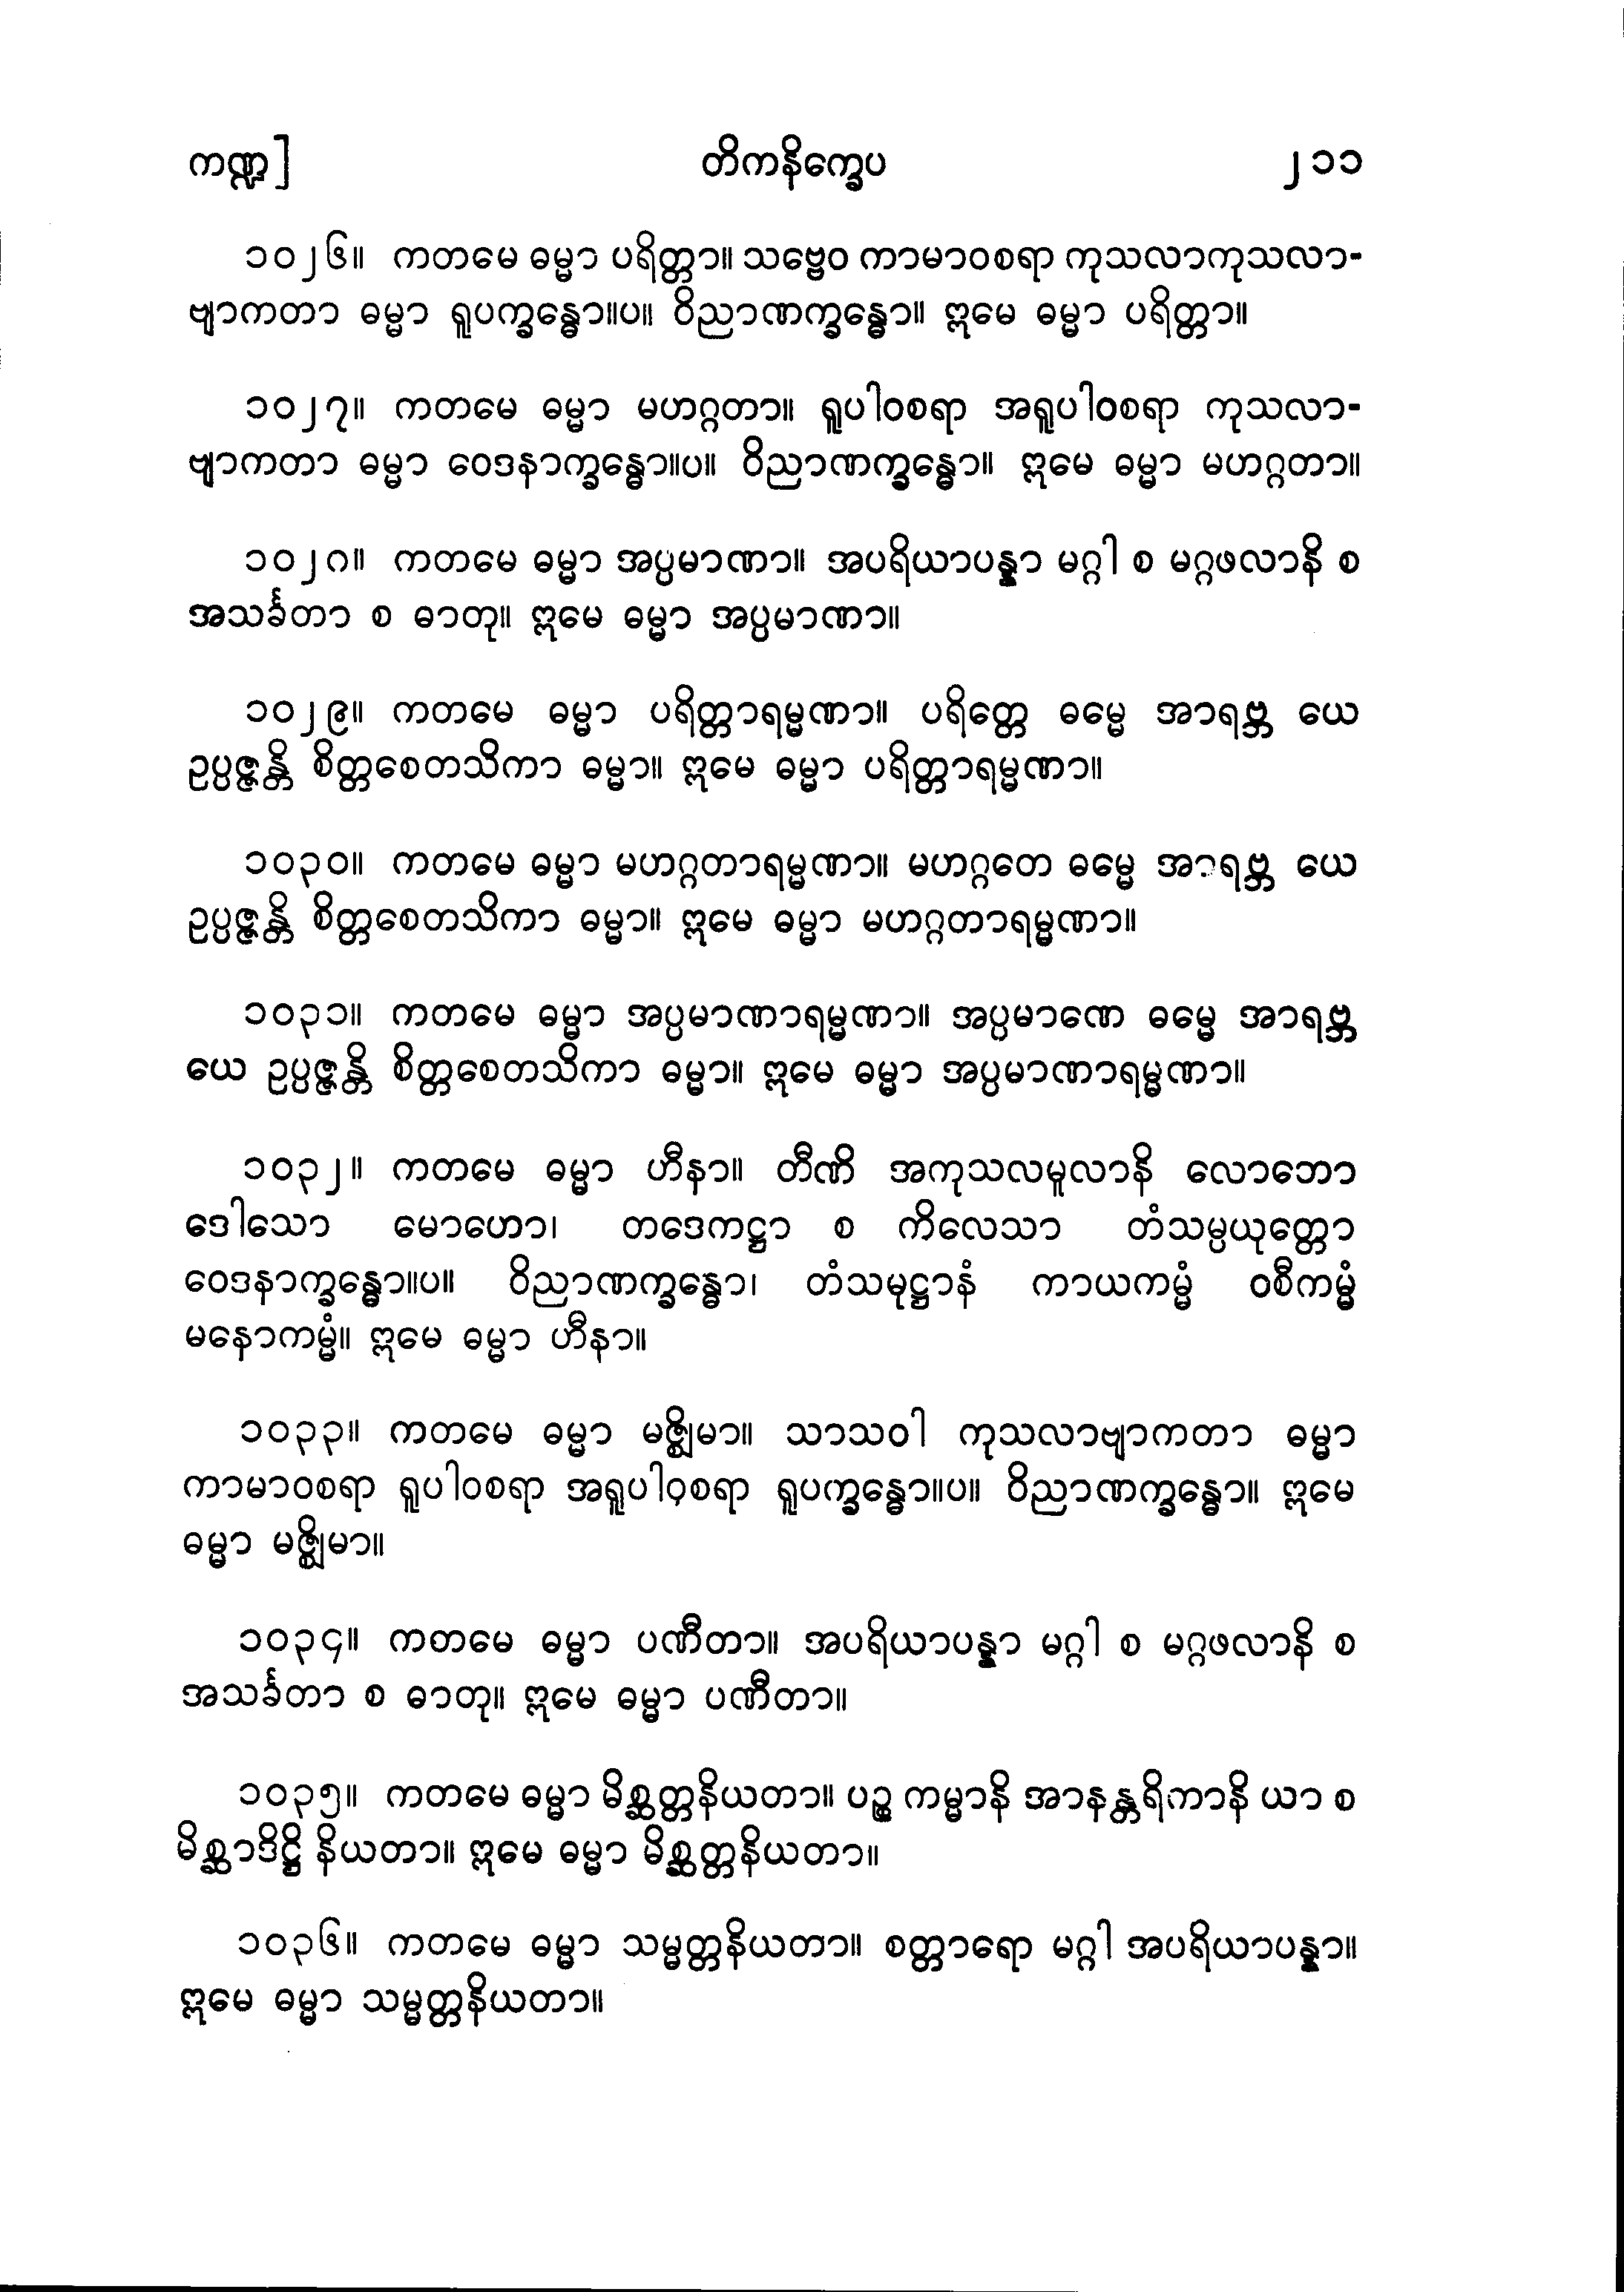 ကဏ္ဍ] တိကနိက္ခေပ ၂၁၁
၁၀၂၆။ ကတမေ ဓမ္မာ ပရိတ္တာ။ သဗ္ဗေဝ ကာမာဝစရာ ကုသလာကုသလာ-
ဗျာကတာ ဓမ္မာ ရူပက္ခန္ဓော။ပ။ ဝိညာဏက္ခန္ဓော။ ဣမေ ဓမ္မာ ပရိတ္တာ။
၁၀၂၇။ ကတမေ ဓမ္မာ မဟဂ္ဂတာ။ ရူပါဝစရာ အရူပါဝစရာ ကုသလာ-
ဗျာကတာ ဓမ္မာ ဝေဒနာက္ခန္ဓော။ပ။ ဝိညာဏက္ခန္ဓော။ ဣမေ ဓမ္မာ မဟဂ္ဂတာ။
၁၀၂၈။ ကတမေ ဓမ္မာ အပ္ပမာဏာ။ အပရိယာပန္နာ မဂ္ဂါ စ မဂ္ဂဖလာနိ စ
အသင်္ခတာ စ ဓာတု။ ဣမေ ဓမ္မာ အပ္ပမာဏာ။
၁၀၂၉။ ကတမေ ဓမ္မာ ပရိတ္တာရမ္မဏာ။ ပရိတ္တေ ဓမ္မေ အာရဗ္ဘ ယေ
ဥပ္ပဇ္ဇန္တိ စိတ္တစေတသိကာ ဓမ္မာ။ ဣမေ ဓမ္မာ ပရိတ္တာရမ္မဏာ။
၁၀၃၀။ ကတမေ ဓမ္မာ မဟဂ္ဂတာရမ္မဏာ။ မဟဂ္ဂတေ ဓမ္မေ အာရဗ္ဘ ယေ
ဥပ္ပဇ္ဇန္တိ စိတ္တစေတသိကာ ဓမ္မာ။ ဣမေ ဓမ္မာ မဟဂ္ဂတာရမ္မဏာ။
၁၀၃၁။ ကတမေ ဓမ္မာ အပ္ပမာဏာရမ္မဏာ။ အပ္ပမာဏေ ဓမ္မေ အာရဗ္ဘ
ယေ ဥပ္ပဇ္ဇန္တိ စိတ္တစေတသိကာ ဓမ္မာ။ ဣမေ ဓမ္မာ အပ္ပမာဏာရမ္မဏာ။
၁၀၃၂။ ကတမေ ဓမ္မာ ဟီနာ။ တီဏိ အကုသလမူလာနိ လောဘော
ဒေါသော မောဟော၊ တဒေကဋ္ဌာ စ ကိလေသာ တံသမ္ပယုတ္တော
ဝေဒနာက္ခန္ဓော။ပ။ ဝိညာဏက္ခန္ဓော၊ တံသမုဋ္ဌာနံ ကာယကမ္မံ ဝစီကမ္မံ
မနောကမ္မံ။ ဣမေ ဓမ္မာ ဟီနာ။
၁၀၃၃။ ကတမေ ဓမ္မာ မဇ္ဈိမာ။ သာသဝါ ကုသလာဗျာကတာ ဓမ္မာ
ကာမာဝစရာ ရူပါဝစရာ အရူပါဝစရာ ရူပက္ခန္ဓော။ပ။ ဝိညာဏက္ခန္ဓော။ ဣမေ
ဓမ္မာ မဇ္ဈိမာ။
၁၀၃၄။ ကတမေ ဓမ္မာ ပဏီတာ။ အပရိယာပန္နာ မဂ္ဂါ စ မဂ္ဂဖလာနိ စ
အသင်္ခတာ စ ဓာတု။ ဣမေ ဓမ္မာ ပဏီတာ။
၁၀၃၅။ ကတမေ ဓမ္မာ မိစ္ဆတ္တနိယတာ။ ပဉ္စ ကမ္မာနိ အာနန္တရိကာနိ ယာ စ
မိစ္ဆာဒိဋ္ဌိ နိယတာ။ ဣမေ ဓမ္မာ မိစ္ဆတ္တနိယတာ။
၁၀၃၆။ ကတမေ ဓမ္မာ သမ္မတ္တနိယတာ။ စတ္တာရော မဂ္ဂါ အပရိယာပန္နာ။
ဣမေ ဓမ္မာ သမ္မတ္တနိယတာ။